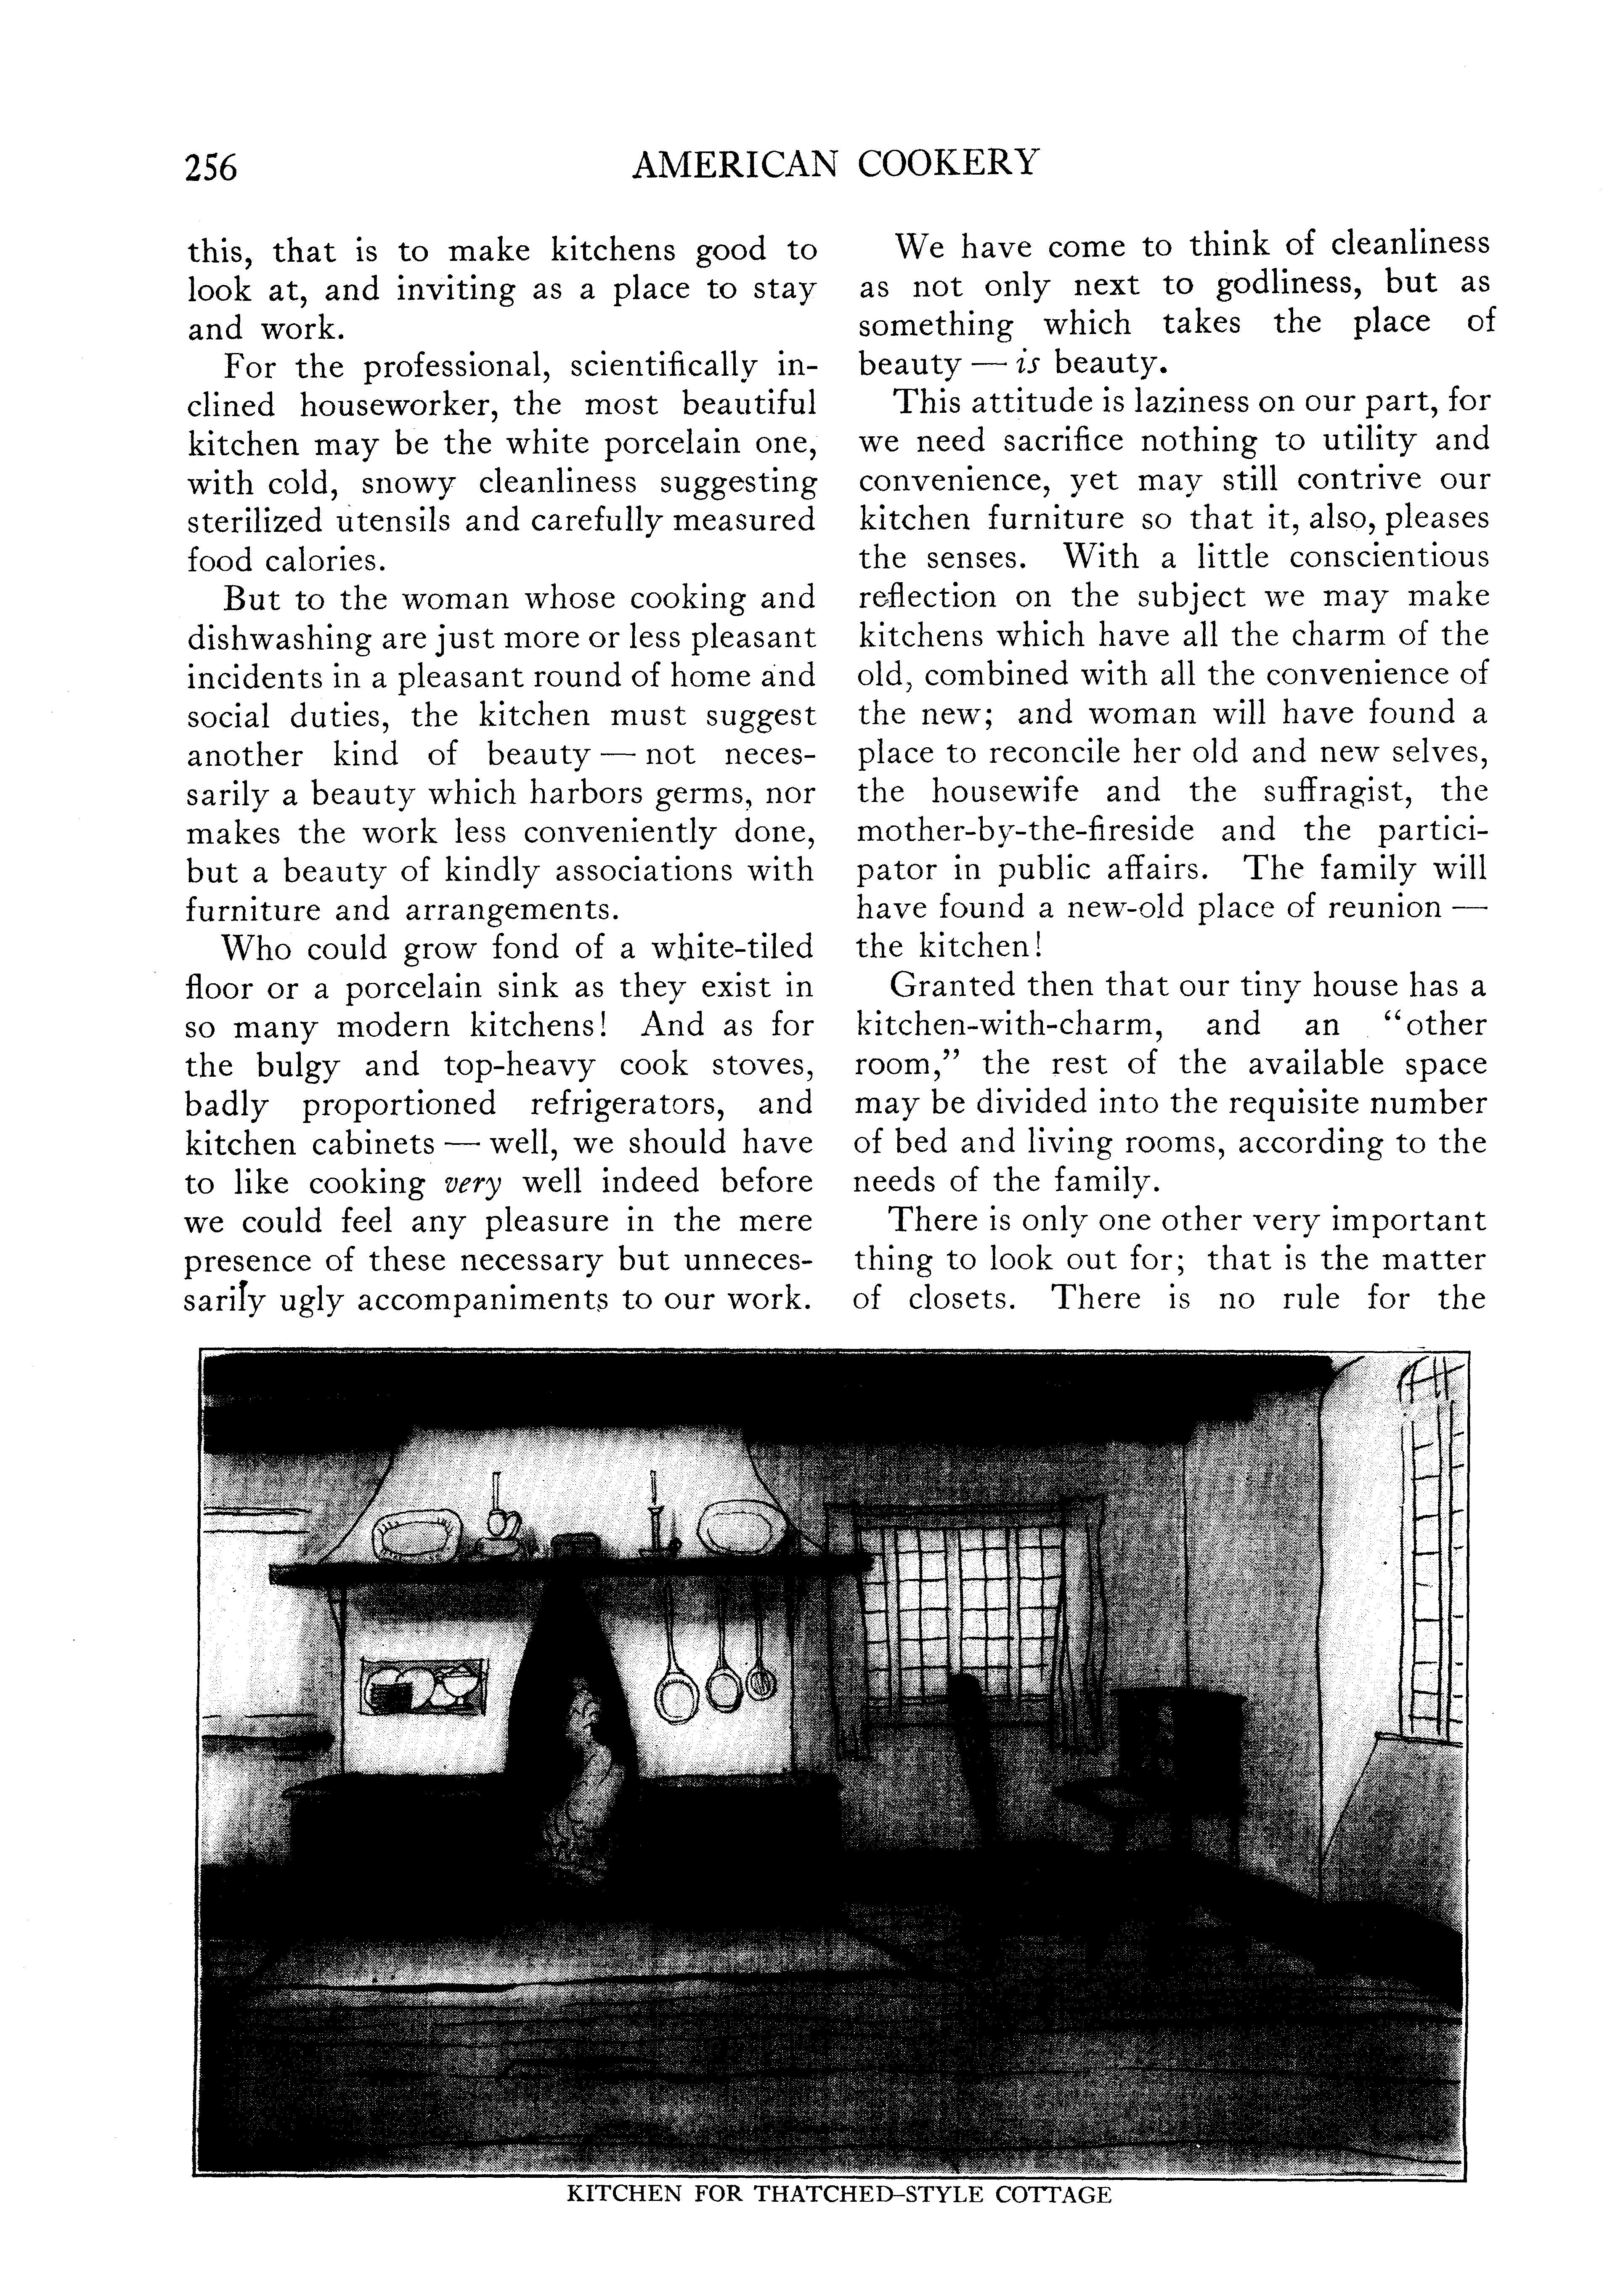 256
AMERICAN COOKERY
this, that is to make kitchens good to
look at, and inviting as a place to stay
and work.
For the professional, scientifically in-
clined houseworker, the most beautiful
kitchen may be the white porcelain one,
with cold, snowy cleanliness suggesting
sterilized utensils and carefully measured
food calories.
But to the woman whose cooking and
dishwashing are just more or less pleasant
incidents in a pleasant round of home and
social duties, the kitchen must suggest
another kind of beauty — not neces-
sarily a beauty which harbors germs, nor
makes the work less conveniently done,
but a beauty of kindly associations with
furniture and arrangements.
Who could grow fond of a white-tiled
floor or a porcelain sink as they exist in
so many modern kitchens! And as for
the bulgy and top-heavy cook stoves,
badly proportioned refrigerators, and
kitchen cabinets — well, we should have
to like cooking very well indeed before
we could feel any pleasure in the mere
presence of these necessary but unneces-
sarily ugly accompaniments to our work.
We have come to think of cleanliness
as not only next to godliness, but as
something which takes the place of
beauty — is beauty.
This attitude is laziness on our part, for
we need sacrifice nothing to utility and
convenience, yet may still contrive our
kitchen furniture so that it, also, pleases
the senses. With a little conscientious
reflection on the subject we may make
kitchens which have all the charm of the
old, combined with all the convenience of
the new; and woman will have found a
place to reconcile her old and new selves,
the housewife and the suffragist, the
mother-by-the-fireside and the partici-
pator in public affairs. The family will
have found a new-old place of reunion —
the kitchen!
Granted then that our tiny house has a
kitchen-with-charm, and an “other
room,” the rest of the available space
may be divided into the requisite number
of bed and living rooms, according to the
needs of the family.
There is only one other very important
thing to look out for; that is the matter
of closets. There is no rule for the
KITCHEN FOR THATCHED-STYLE COTTAGE